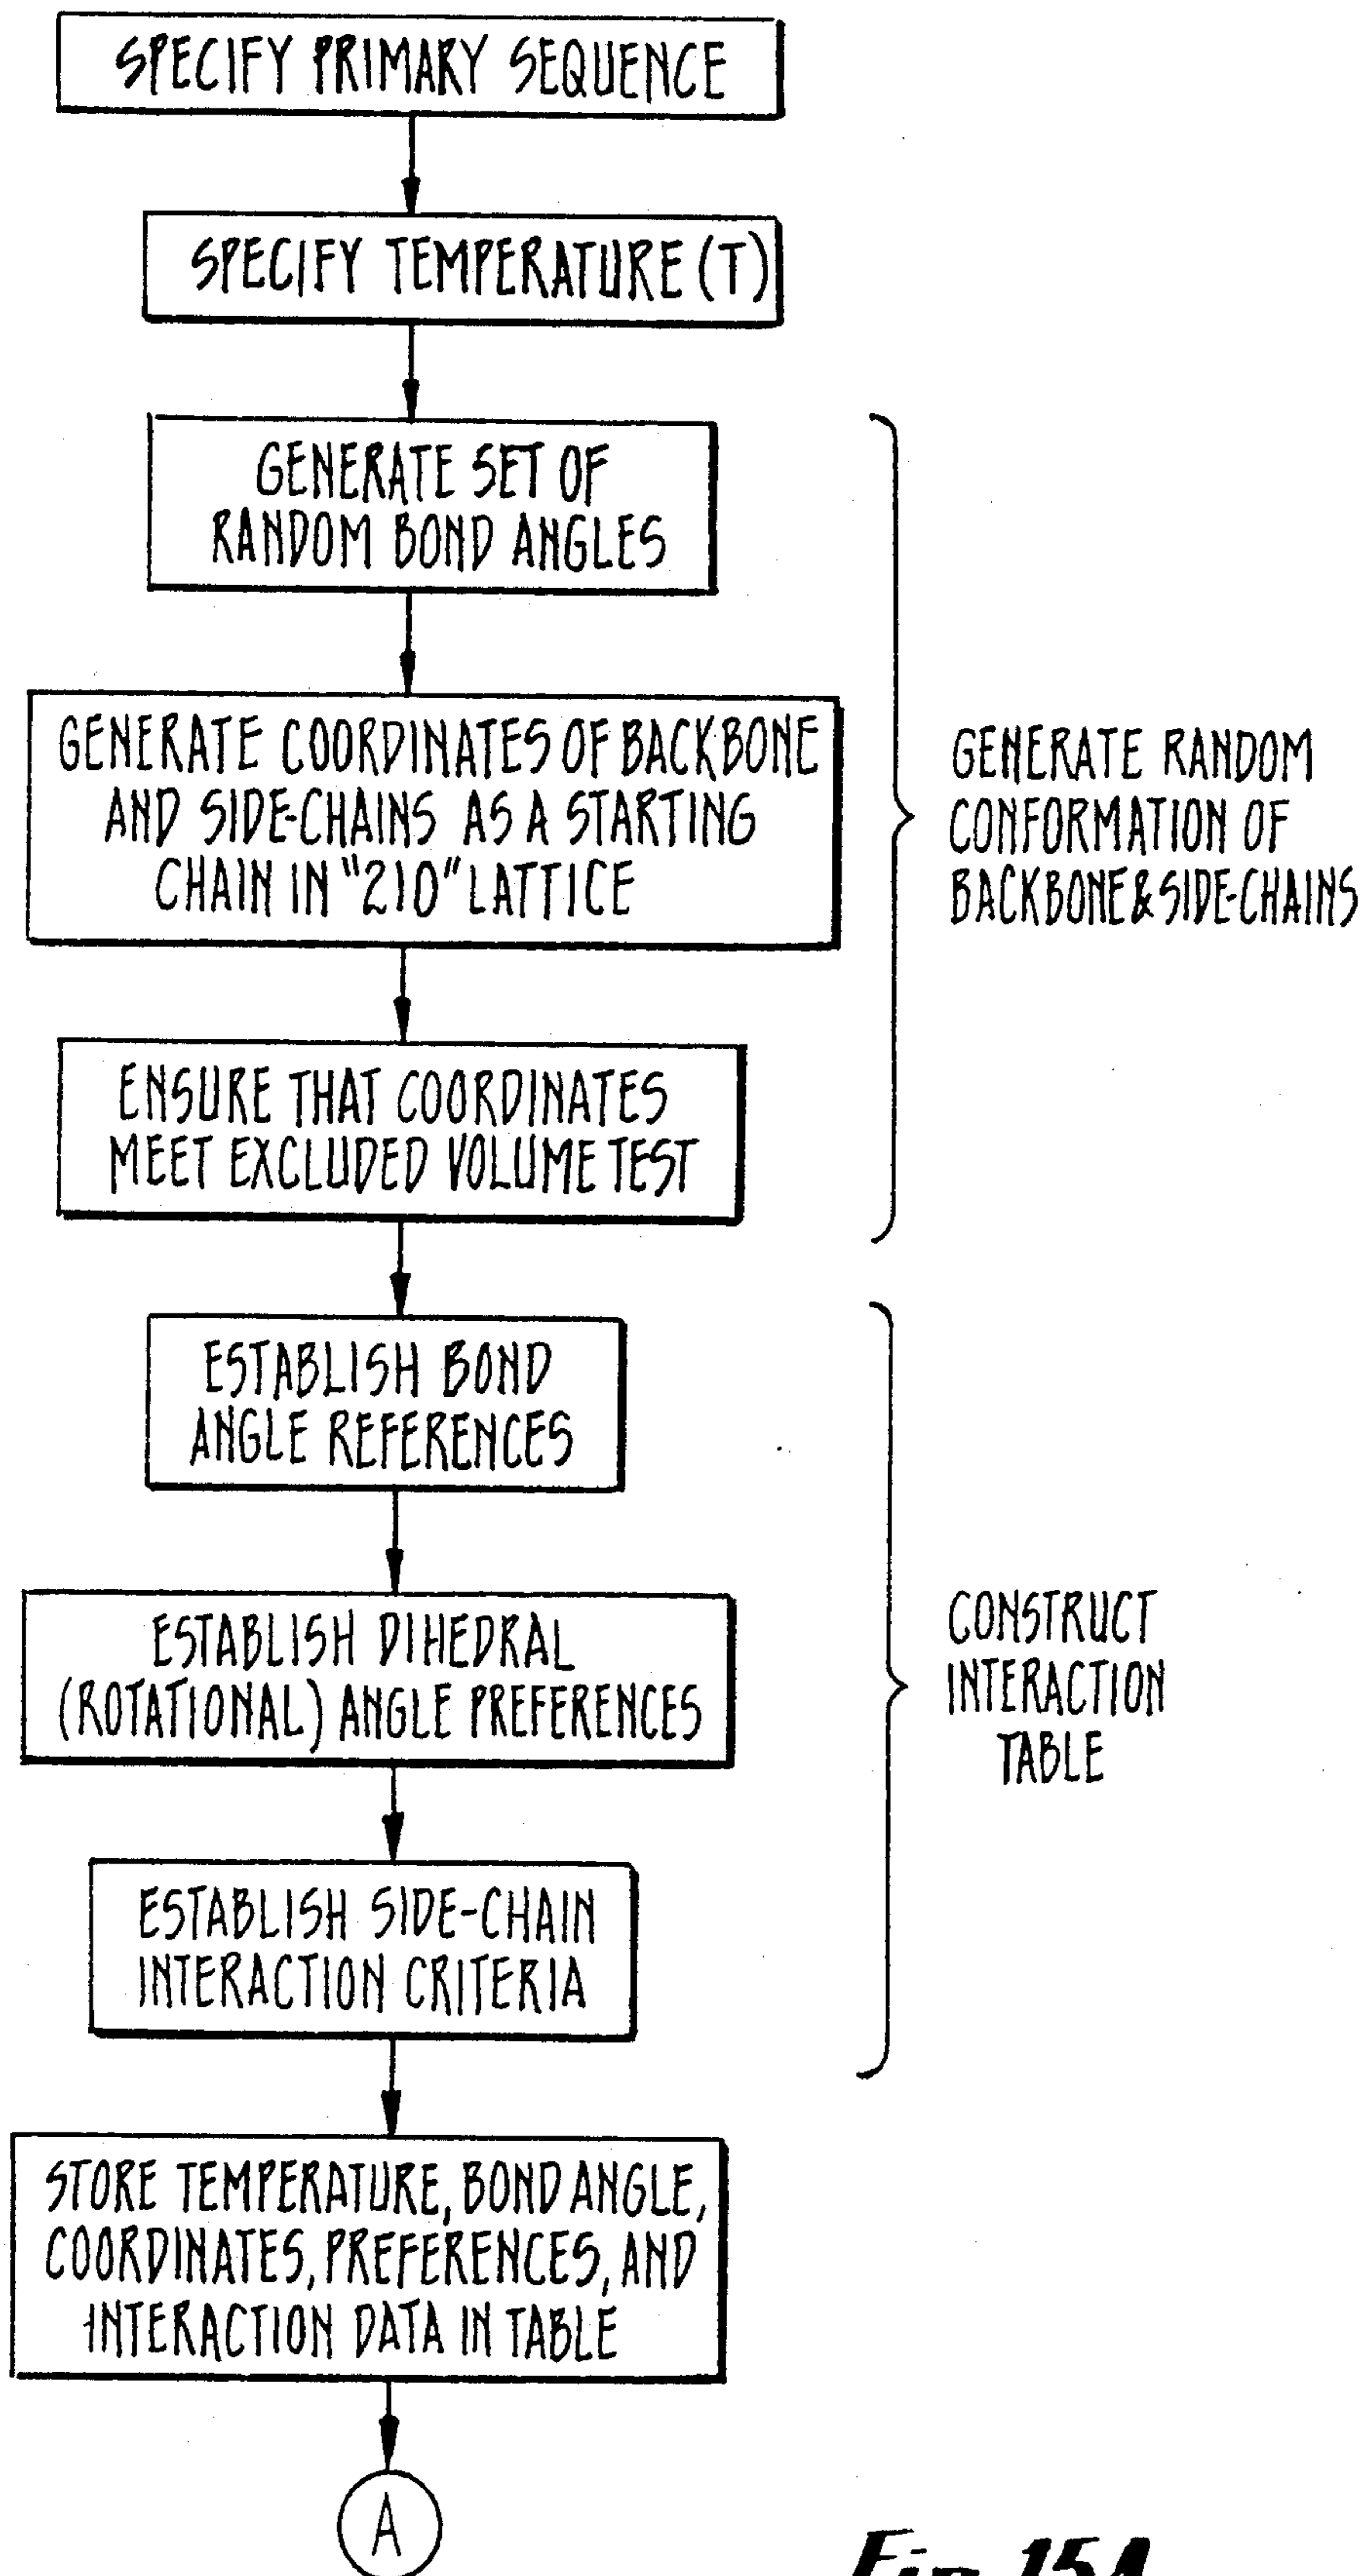 SPECIFY PRIMARY SEQUENCE
SPECIFY TEMPERATURE (T)
GENERATE SET OF
RANDOM BOND ANGLES
GENERATE COORDINATES OF BACKBONE
AND SIDE-CHAINS AS A STARTING
CHAIN IN "210" LATTICE
ENSURE THAT COORDINATES
MEET EXCLUDED VOLUME TEST
GENERATE RANDOM
CONFORMATION OF
BACKBONE & SIDE-CHAINS
ESTABLISH BOND
ANGLE REFERENCES
ESTABLISH DIHEDRAL
(ROTATIONAL) ANGLE PREFERENCES
ESTABLISH SIDE-CHAIN
INTERACTION CRITERIA
CONSTRUCT
INTERACTION
TABLE
STORE TEMPERATURE, BOND ANGLE,
COORDINATES, PREFERENCES, AND
INTERACTION DATA IN TABLE
A
Fig. 15A